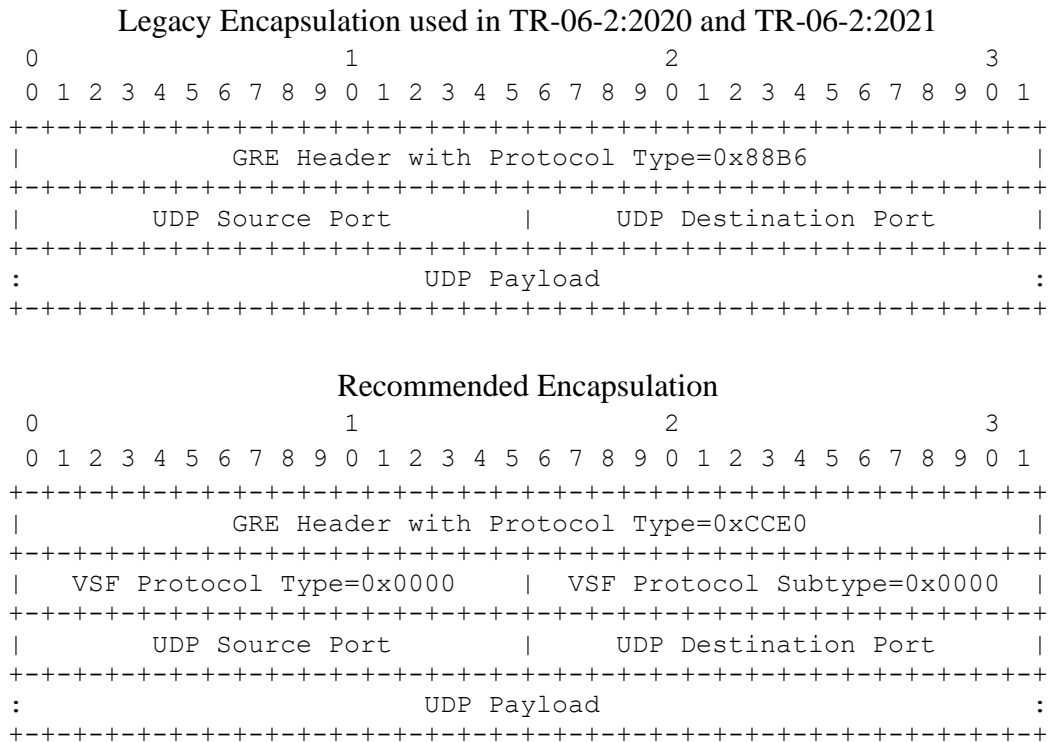 Legacy Encapsulation used in TR-06-2:2020 and TR-06-2:2021
 0                   1                   2                   3
 0 1 2 3 4 5 6 7 8 9 0 1 2 3 4 5 6 7 8 9 0 1 2 3 4 5 6 7 8 9 0 1
+-+-+-+-+-+-+-+-+-+-+-+-+-+-+-+-+-+-+-+-+-+-+-+-+-+-+-+-+-+-+-+-+
|             GRE Header with Protocol Type=0x88B6              |
+-+-+-+-+-+-+-+-+-+-+-+-+-+-+-+-+-+-+-+-+-+-+-+-+-+-+-+-+-+-+-+-+
|        UDP Source Port        |     UDP Destination Port      |
+-+-+-+-+-+-+-+-+-+-+-+-+-+-+-+-+-+-+-+-+-+-+-+-+-+-+-+-+-+-+-+-+
:                         UDP Payload                           :
+-+-+-+-+-+-+-+-+-+-+-+-+-+-+-+-+-+-+-+-+-+-+-+-+-+-+-+-+-+-+-+-+
Recommended Encapsulation
 0                   1                   2                   3
 0 1 2 3 4 5 6 7 8 9 0 1 2 3 4 5 6 7 8 9 0 1 2 3 4 5 6 7 8 9 0 1
+-+-+-+-+-+-+-+-+-+-+-+-+-+-+-+-+-+-+-+-+-+-+-+-+-+-+-+-+-+-+-+-+
|             GRE Header with Protocol Type=0xCCE0              |
+-+-+-+-+-+-+-+-+-+-+-+-+-+-+-+-+-+-+-+-+-+-+-+-+-+-+-+-+-+-+-+-+
|   VSF Protocol Type=0x0000    |  VSF Protocol Subtype=0x0000  |
+-+-+-+-+-+-+-+-+-+-+-+-+-+-+-+-+-+-+-+-+-+-+-+-+-+-+-+-+-+-+-+-+
|        UDP Source Port        |     UDP Destination Port      |
+-+-+-+-+-+-+-+-+-+-+-+-+-+-+-+-+-+-+-+-+-+-+-+-+-+-+-+-+-+-+-+-+
:                         UDP Payload                           :
+-+-+-+-+-+-+-+-+-+-+-+-+-+-+-+-+-+-+-+-+-+-+-+-+-+-+-+-+-+-+-+-+